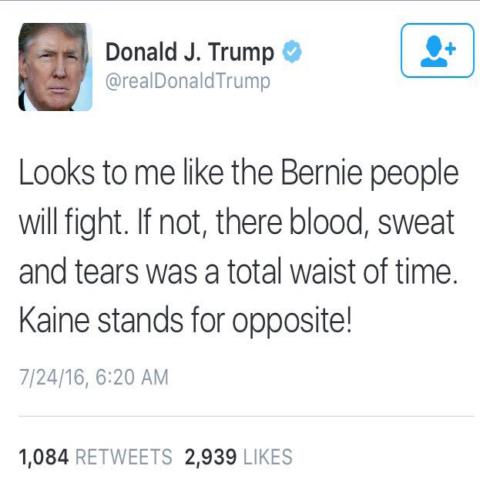 Donald J. Trump
@realDonaldTrump
Looks to me like the Bernie people
will fight. If not, there blood, sweat
and tears was a total waist of time.
Kaine stands for opposite!
7/24/16, 6:20 AM
1,084 RETWEETS 2,939 LIKES